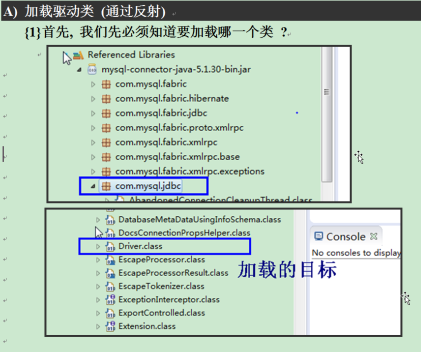 A) 加载驱动类 (通过反射)
{1}首先, 我们先必须知道要加载哪一个类 ?
Referenced Libraries
mysql-connector-java-5.1.30-bin.jar
com.mysql.fabric
com.mysql.fabric.hibernate
com.mysql.fabric.jdbc
com.mysql.fabric.proto.xmlrpc
com.mysql.fabric.xmlrpc
com.mysql.fabric.xmlrpc.base
com.mysql.fabric.xmlrpc.exceptions
com.mysql.jdbc
AbandonedConnectionCleanupThread.class
DatabaseMetaDataUsingInfoSchema.class
DocsConnectionPropsHelper.class
Driver.class
EscapeProcessor.class
EscapeProcessorResult.class
EscapeTokenizer.class
ExceptionInterceptor.class
ExportControlled.class
Extension.class
加载的目标
Console
No consoles to display